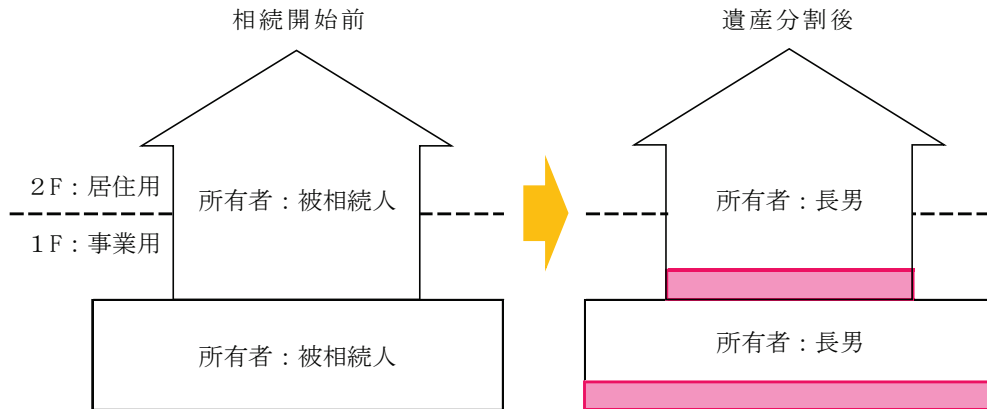 相続開始前
2F：居住用
1F：事業用
所有者：被相続人
所有者：被相続人
遺産分割後
所有者：長男
所有者：長男